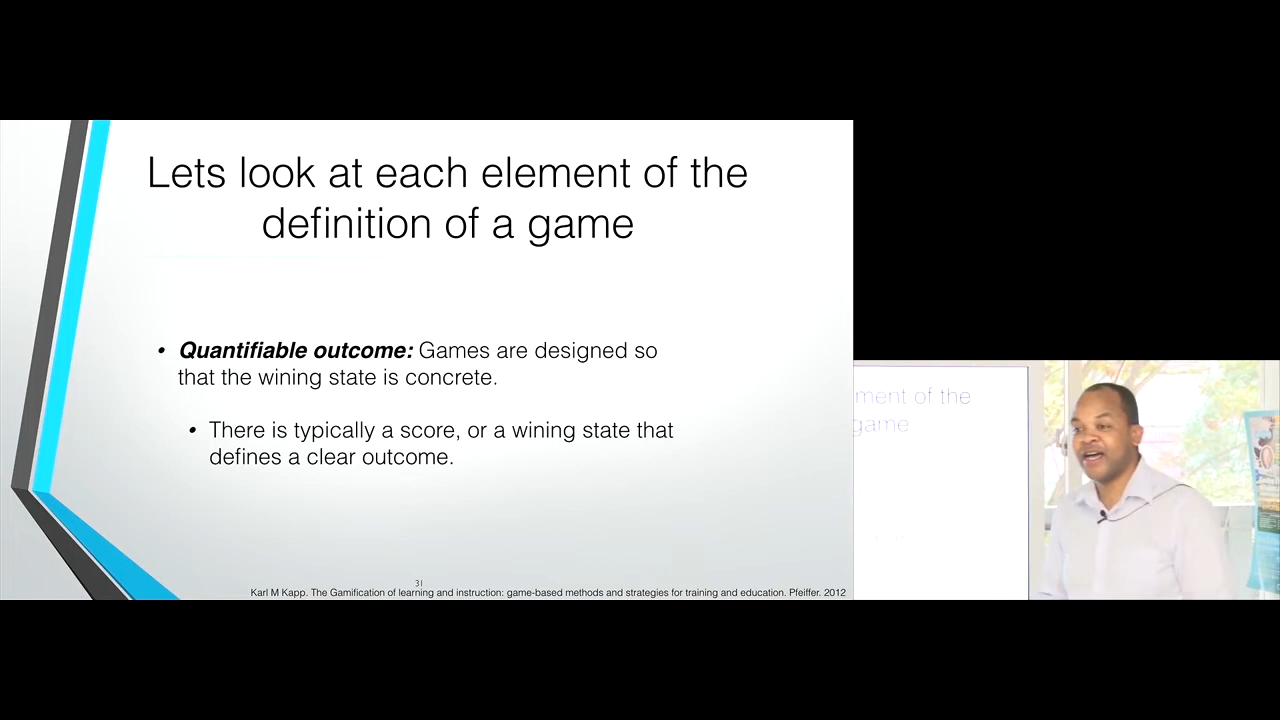 Lets look at each element of the
definition of a game
• Quantifiable outcome: Games are designed so
that the wining state is concrete.
• There is typically a score, or a wining state that
defines a clear outcome.
31
Karl M Kapp. The Gamification of learning and instruction: game-based methods and strategies for training and education. Pfeiffer. 2012
ment of the
game